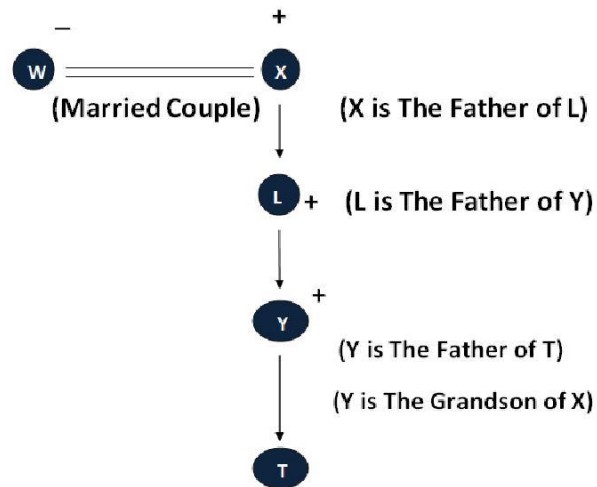 – +
W X
(Married Couple) (X is The Father of L)
L + (L is The Father of Y)
+
Y
(Y is The Father of T)
(Y is The Grandson of X)
T